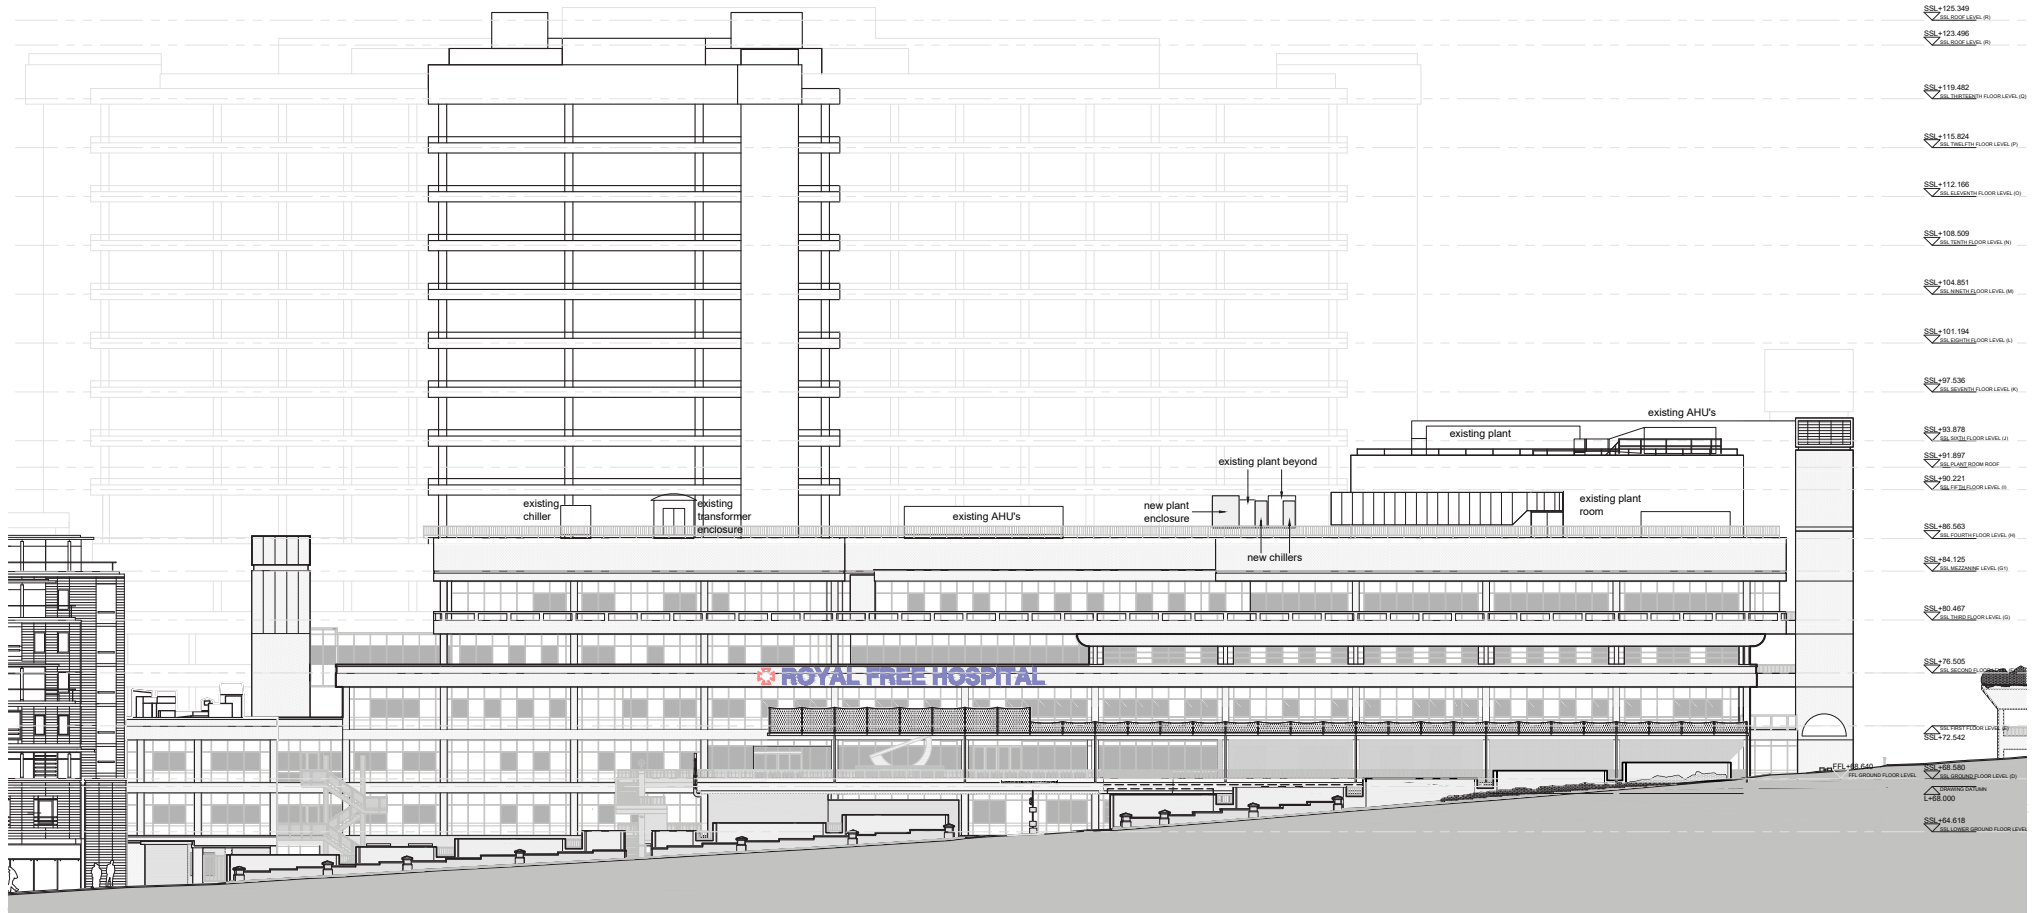 SSL+125.349
SSL ROOF LEVEL (R)
SSL+123.496
SSL ROOF LEVEL (R)
SSL+119.482
SSL THIRTEENTH FLOOR LEVEL (Q)
SSL+115.824
SSL TWELFTH FLOOR LEVEL (P)
SSL+112.166
SSL ELEVENTH FLOOR LEVEL (O)
SSL+108.509
SSL TENTH FLOOR LEVEL (N)
SSL+104.851
SSL NINETH FLOOR LEVEL (M)
SSL+101.194
SSL EIGHTH FLOOR LEVEL (L)
SSL+97.536
SSL SEVENTH FLOOR LEVEL (K)
existing AHU's
existing plant
SSL+93.878
SSL SIXTH FLOOR LEVEL (J)
existing plant beyond
SSL+91.897
SSL PLANT ROOM ROOF
SSL+90.221
SSL FIFTH FLOOR LEVEL (I)
existing
chiller
existing
transformer
enclosure
existing AHU's
new plant
enclosure
existing plant
room
new chillers
SSL+86.563
SSL FOURTH FLOOR LEVEL (H)
SSL+84.125
SSL MEZZANINE LEVEL (G1)
SSL+80.467
SSL THIRD FLOOR LEVEL (G)
ROYAL FREE HOSPITAL
SSL+76.505
SSL SECOND FLOOR LEVEL
SSL FIRST FLOOR LEVEL
SSL+72.542
FFL+68.640
FFL GROUND FLOOR LEVEL
SSL+68.580
SSL GROUND FLOOR LEVEL (D)
DRAWING DATUMN
L+68.000
SSL+64.618
SSL LOWER GROUND FLOOR LEVEL